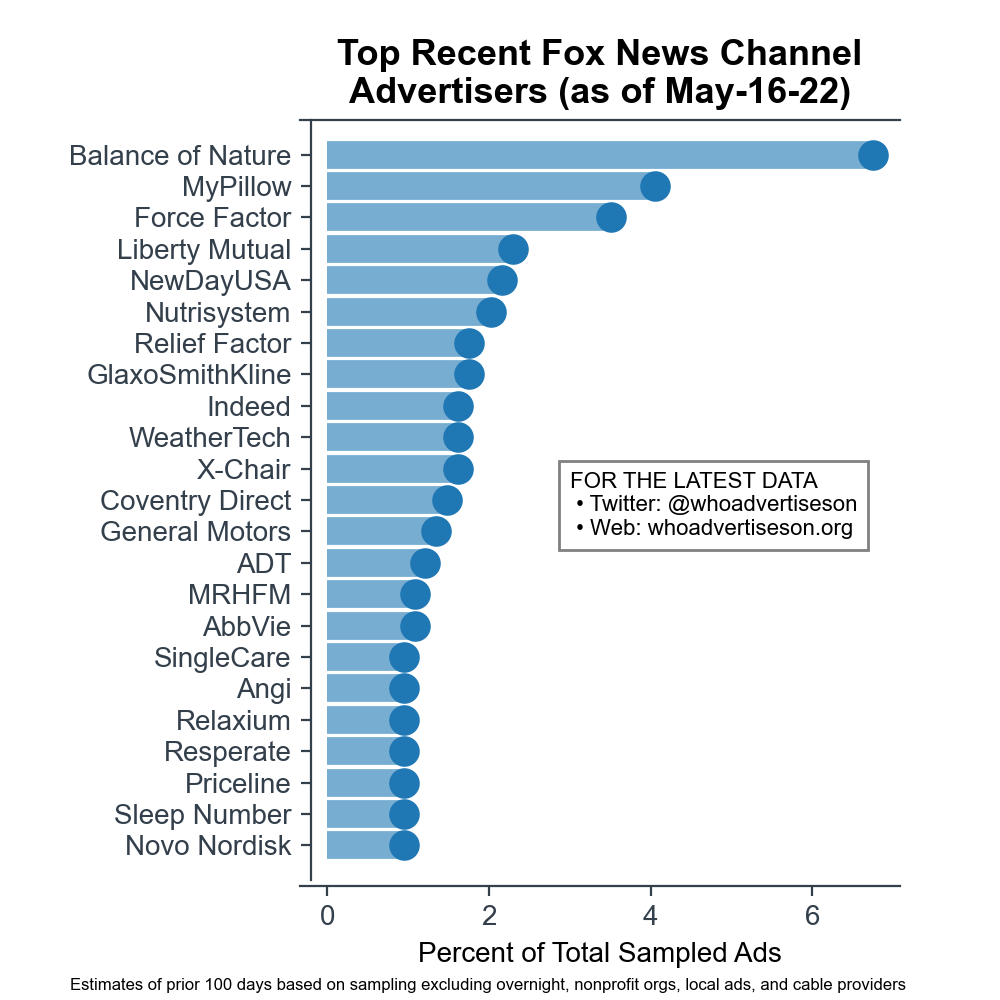 Top Recent Fox News Channel
Advertisers (as of May-16-22)
Balance of Nature
MyPillow
Force Factor
Liberty Mutual
NewDayUSA
Nutrisystem
Relief Factor
GlaxoSmithKline
Indeed
WeatherTech
X-Chair
Coventry Direct
General Motors
ADT
MRHFM
AbbVie
SingleCare
Angi
Relaxium
Resperate
Priceline
Sleep Number
Novo Nordisk
FOR THE LATEST DATA
• Twitter: @whoadvertiseson
• Web: whoadvertiseson.org
0 2 4 6
Percent of Total Sampled Ads
Estimates of prior 100 days based on sampling excluding overnight, nonprofit orgs, local ads, and cable providers